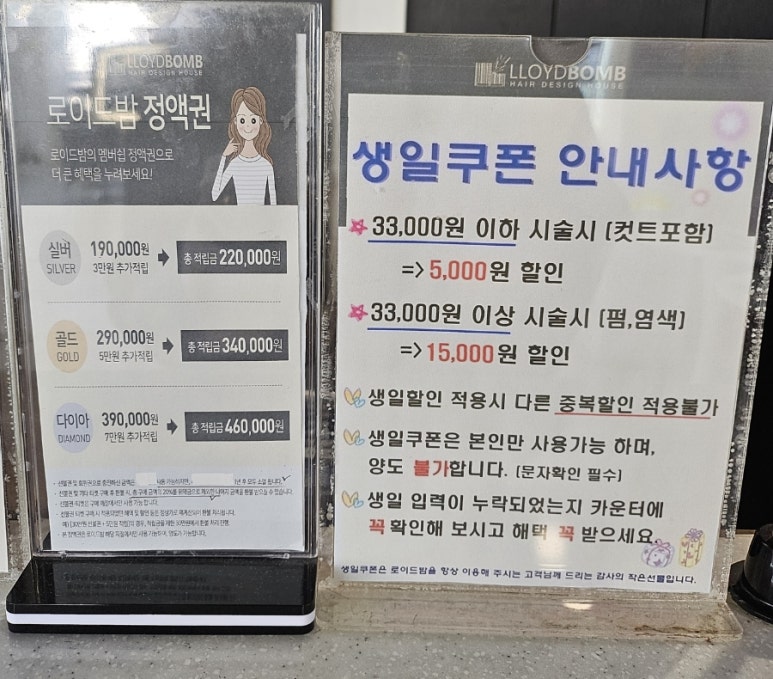 LLOYDBOMB
HAIR DESIGN HOUSE
로이드밤 정액권
로이드밤의 멤버십 정액권으로
더 큰 혜택을 누려보세요!
실버
SILVER
190,000원
3만원 추가적립
총 적립금 220,000원
골드
GOLD
290,000원
5만원 추가적립
총 적립금 340,000원
다이아
DIAMOND
390,000원
7만원 추가적립
총 적립금 460,000원
LLOYDBOMB
HAIR DESIGN HOUSE
생일쿠폰 안내사항
33,000원 이하 시술시 (컷트포함)
=> 5,000원 할인
33,000원 이상 시술시 (펌,염색)
=> 15,000원 할인
생일할인 적용시 다른 중복할인 적용불가
생일쿠폰은 본인만 사용가능 하며,
양도 불가합니다. (문자확인 필수)
생일 입력이 누락되었는지 카운터에
꼭 확인해 보시고 혜택 꼭 받으세요.
생일쿠폰은 로이드밤을 항상 이용해 주시는 고객님께 드리는 감사의 작은선물입니다.